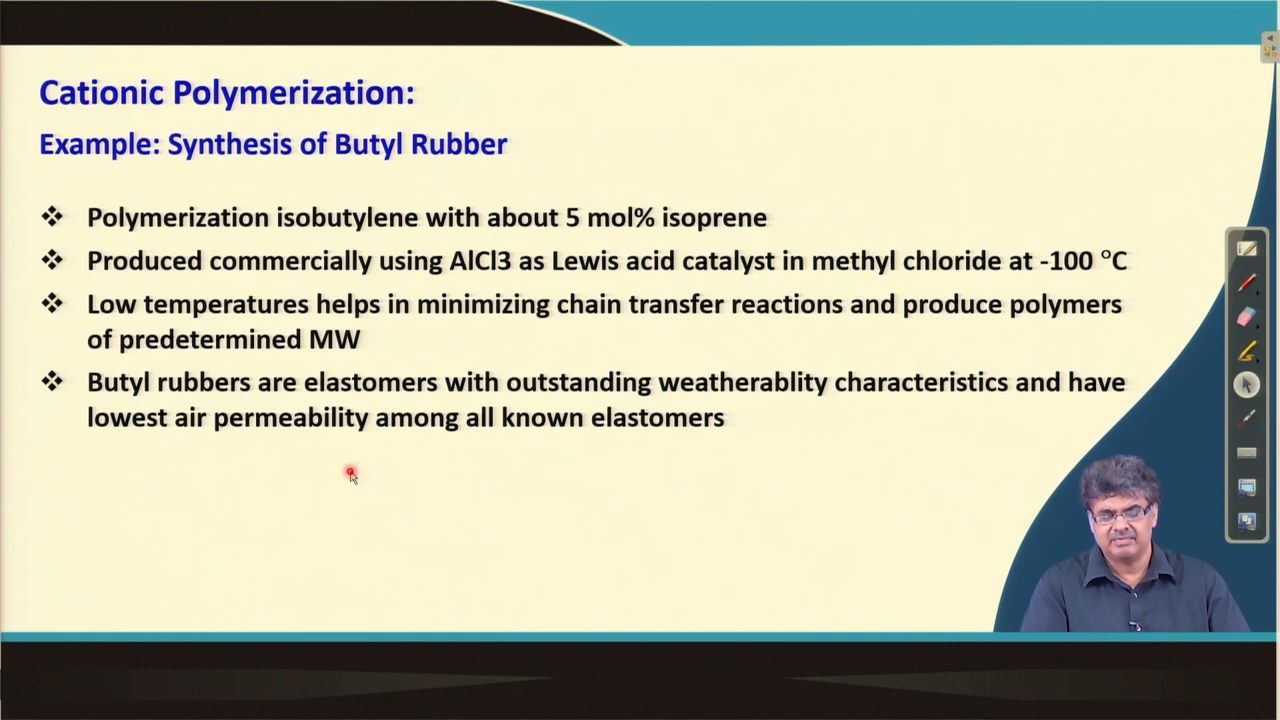 Cationic Polymerization:
Example: Synthesis of Butyl Rubber
❖ Polymerization isobutylene with about 5 mol% isoprene
❖ Produced commercially using AlCl3 as Lewis acid catalyst in methyl chloride at -100 °C
❖ Low temperatures helps in minimizing chain transfer reactions and produce polymers
of predetermined MW
❖ Butyl rubbers are elastomers with outstanding weatherablity characteristics and have
lowest air permeability among all known elastomers